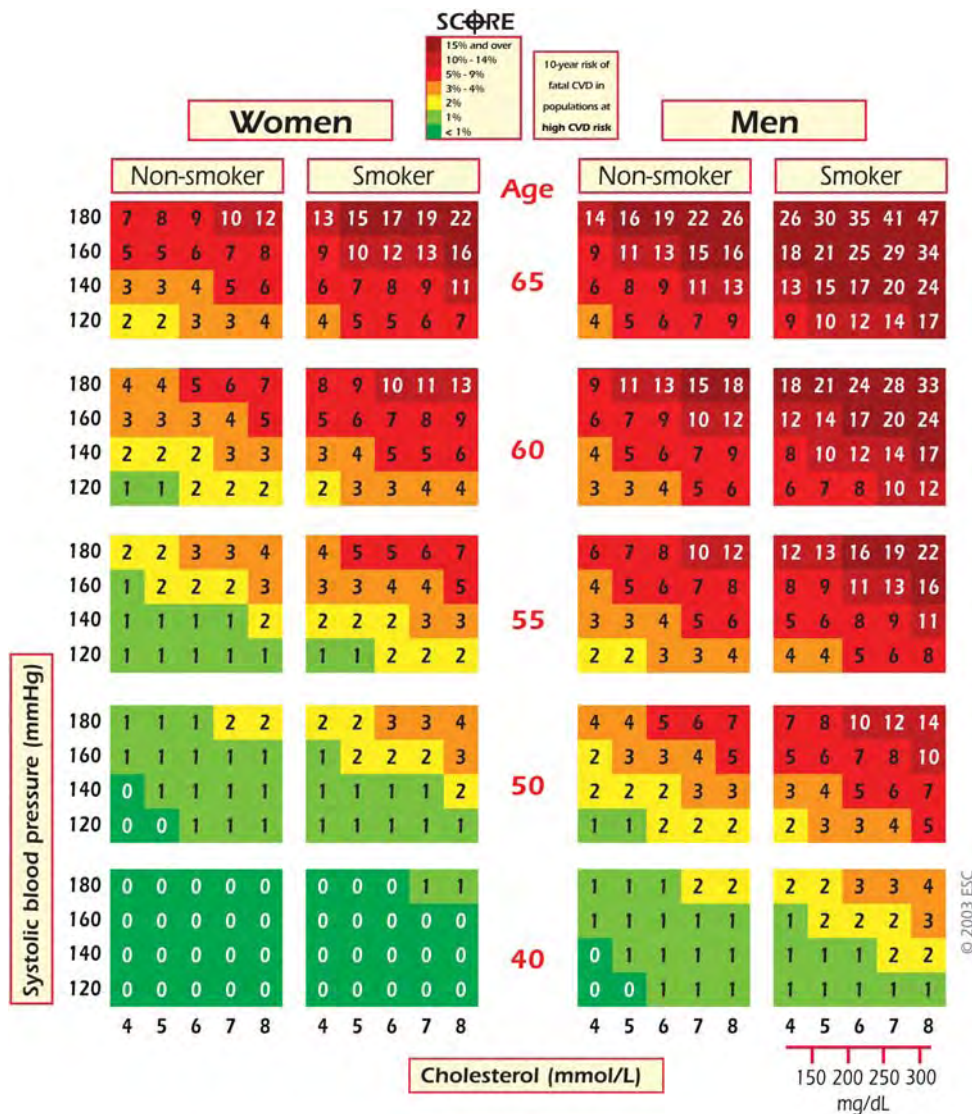 SCORE
15% and over
10% - 14%
5% - 9%
3% - 4%
2%
1%
< 1%
10-year risk of
fatal CVD in
populations at
high CVD risk
Women
Men
Non-smoker
Smoker
Age
Non-smoker
Smoker
180 7 8 9 10 12 13 15 17 19 22 14 16 19 22 26 26 30 35 41 47
160 5 5 6 7 8 9 10 12 13 16 9 11 13 15 16 18 21 25 29 34
140 3 3 4 5 6 6 7 8 9 11 65 6 8 9 11 13 13 15 17 20 24
120 2 2 3 3 4 4 5 5 6 7 4 5 6 7 9 9 10 12 14 17
180 4 4 5 6 7 8 9 10 11 13 9 11 13 15 18 18 21 24 28 33
160 3 3 3 4 5 5 6 7 8 9 6 7 9 10 12 12 14 17 20 24
140 2 2 2 3 3 3 4 5 5 6 60 4 5 6 7 9 8 10 12 14 17
120 1 1 2 2 2 2 3 3 4 4 3 3 4 5 6 6 7 8 10 12
180 2 2 3 3 4 4 5 5 6 7 6 7 8 10 12 12 13 16 19 22
160 1 2 2 2 3 3 3 4 4 5 4 5 6 7 8 8 9 11 13 16
140 1 1 1 1 2 2 2 2 3 3 55 3 3 4 5 6 5 6 8 9 11
120 1 1 1 1 1 1 1 2 2 2 2 2 3 3 4 4 4 5 6 8
180 1 1 1 2 2 2 2 3 3 4 4 4 5 6 7 7 8 10 12 14
160 1 1 1 1 1 1 2 2 2 3 2 3 3 4 5 5 6 7 8 10
140 0 1 1 1 1 1 1 1 1 2 50 2 2 2 3 3 3 4 5 6 7
120 0 0 1 1 1 1 1 1 1 1 1 1 2 2 2 2 3 3 4 5
180 0 0 0 0 0 0 0 0 1 1 1 1 1 2 2 2 2 3 3 4
160 0 0 0 0 0 0 0 0 0 0 1 1 1 1 1 1 2 2 2 3
140 0 0 0 0 0 0 0 0 0 0 40 0 1 1 1 1 1 1 1 2 2
120 0 0 0 0 0 0 0 0 0 0 0 0 1 1 1 1 1 1 1 1
4 5 6 7 8 4 5 6 7 8 4 5 6 7 8 4 5 6 7 8
Systolic blood pressure (mmHg)
Cholesterol (mmol/L)
150 200 250 300
mg/dL
© 2003 ESC